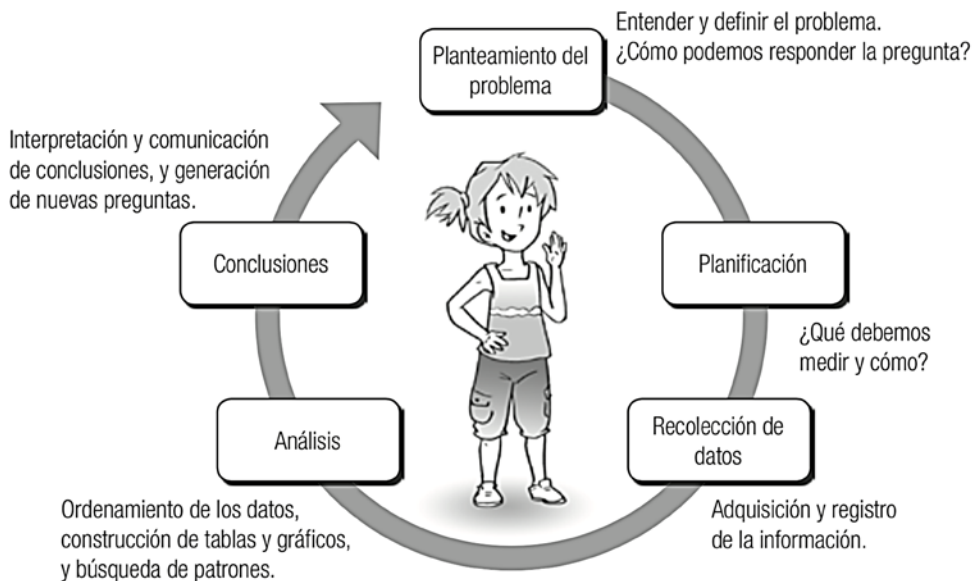 Planteamiento del
problema
Entender y definir el problema.
¿Cómo podemos responder la pregunta?
Planificación
¿Qué debemos
medir y cómo?
Recolección de
datos
Adquisición y registro
de la información.
Análisis
Ordenamiento de los datos,
construcción de tablas y gráficos,
y búsqueda de patrones.
Conclusiones
Interpretación y comunicación
de conclusiones, y generación
de nuevas preguntas.